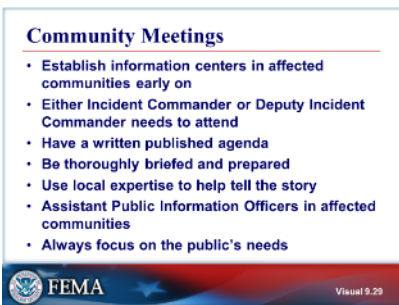 Community Meetings
• Establish information centers in affected
communities early on
• Either Incident Commander or Deputy Incident
Commander needs to attend
• Have a written published agenda
• Be thoroughly briefed and prepared
• Use local expertise to help tell the story
• Assistant Public Information Officers in affected
communities
• Always focus on the public's needs
FEMA
Visual 9.29